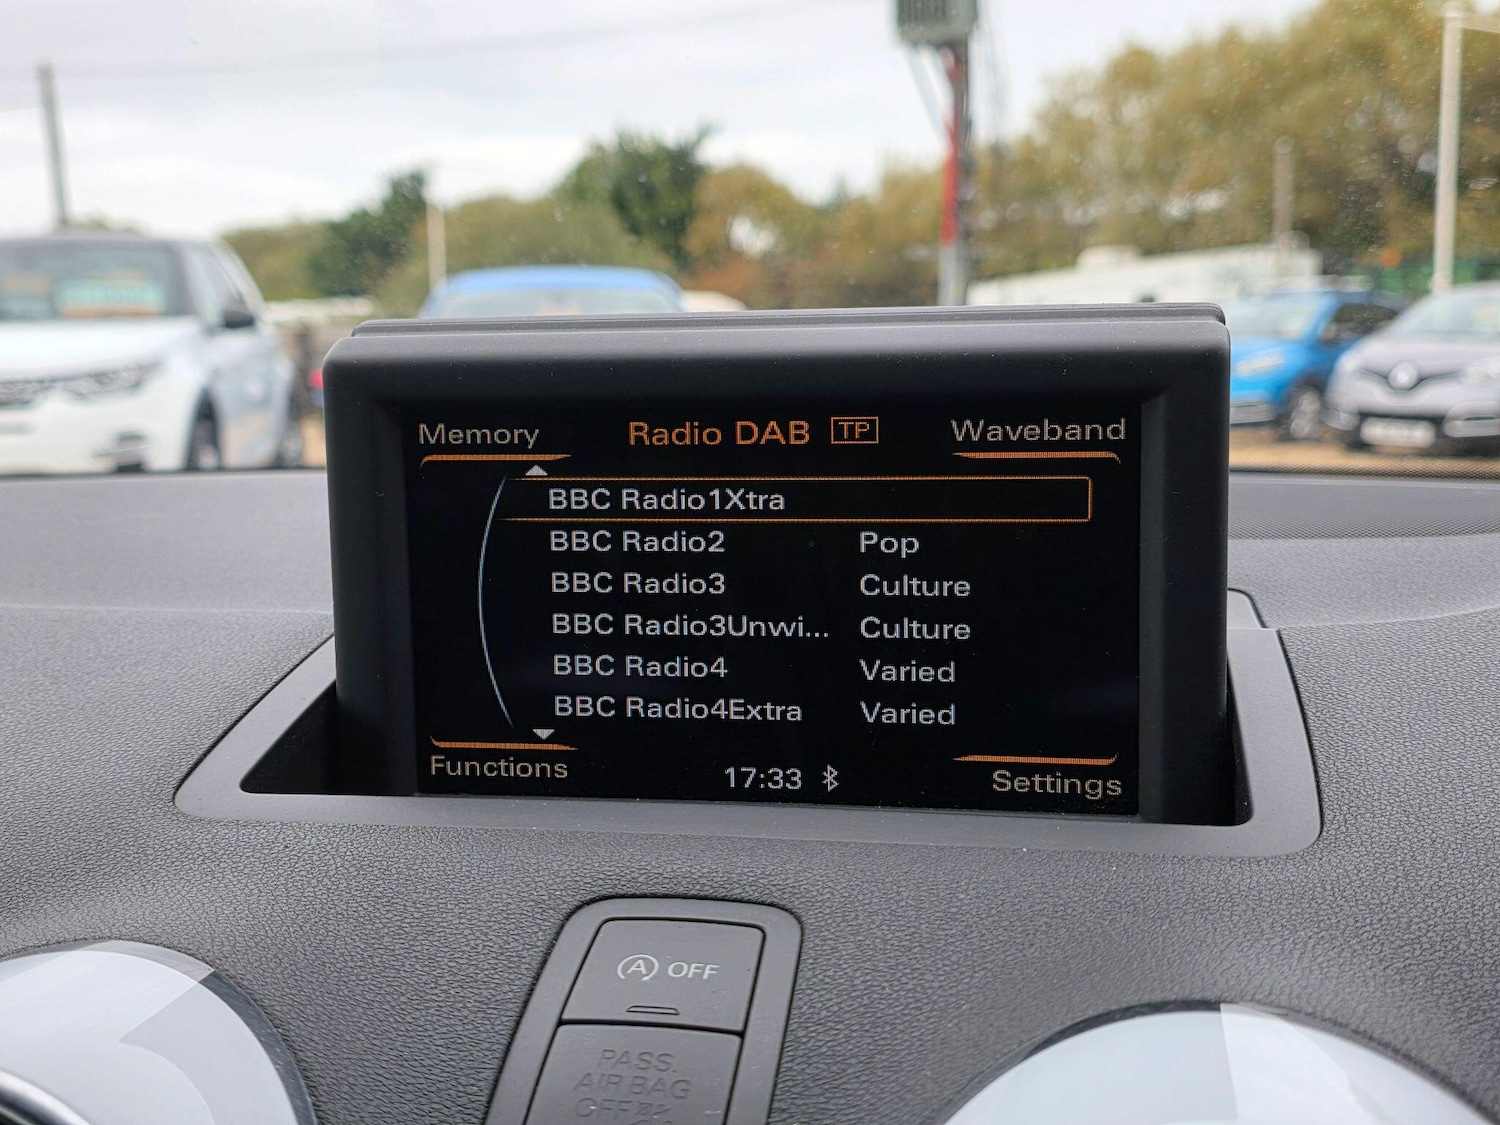 Memory Radio DAB TP Waveband
BBC Radio1Xtra
BBC Radio2 Pop
BBC Radio3 Culture
BBC Radio3Unwi... Culture
BBC Radio4 Varied
BBC Radio4Extra Varied
Functions 17:33 Settings
A OFF
PASS.
AIR BAG
OFF